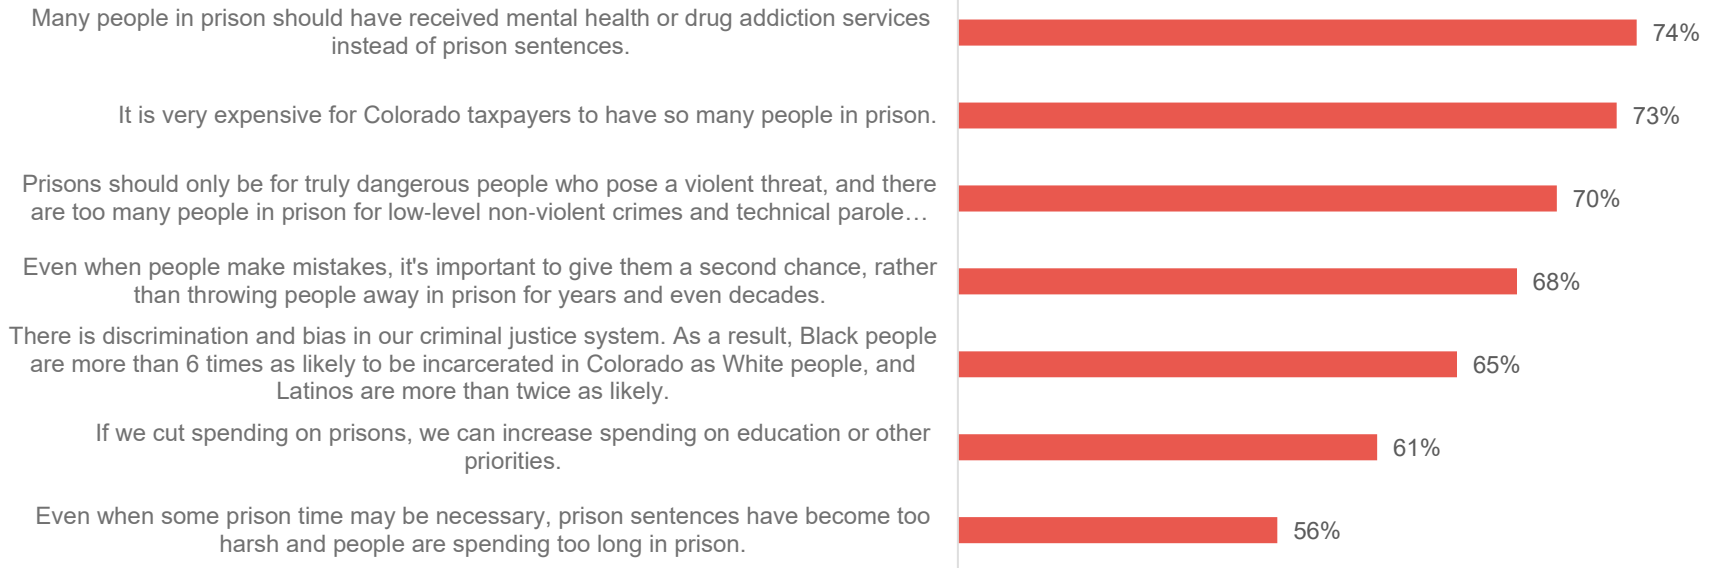 Many people in prison should have received mental health or drug addiction services
instead of prison sentences.
74%
It is very expensive for Colorado taxpayers to have so many people in prison.
73%
Prisons should only be for truly dangerous people who pose a violent threat, and there
are too many people in prison for low-level non-violent crimes and technical parole…
70%
Even when people make mistakes, it's important to give them a second chance, rather
than throwing people away in prison for years and even decades.
68%
There is discrimination and bias in our criminal justice system. As a result, Black people
are more than 6 times as likely to be incarcerated in Colorado as White people, and
Latinos are more than twice as likely.
65%
If we cut spending on prisons, we can increase spending on education or other
priorities.
61%
Even when some prison time may be necessary, prison sentences have become too
harsh and people are spending too long in prison.
56%